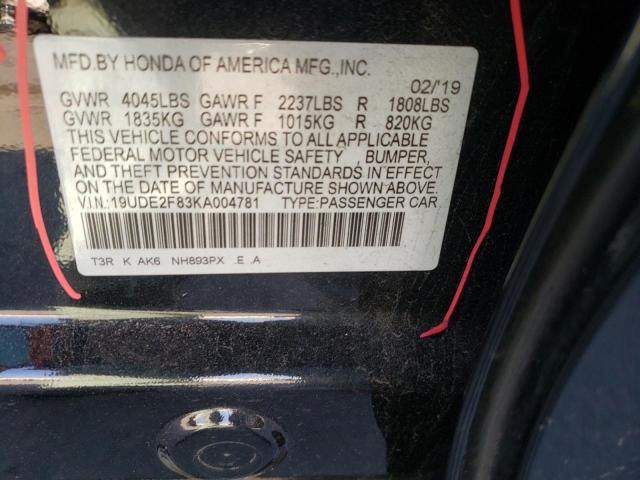 MFD.BY HONDA OF AMERICA MFG.,INC.
02/'19
GVWR 4045LBS GAWR F 2237LBS R 1808LBS
GVWR 1835KG GAWR F 1015KG R 820KG
THIS VEHICLE CONFORMS TO ALL APPLICABLE
FEDERAL MOTOR VEHICLE SAFETY BUMPER,
AND THEFT PREVENTION STANDARDS IN EFFECT
ON THE DATE OF MANUFACTURE SHOWN ABOVE.
V.I.N.:19UDE2F83KA004781 TYPE:PASSENGER CAR
T3R K AK6 NH893PX .E .A